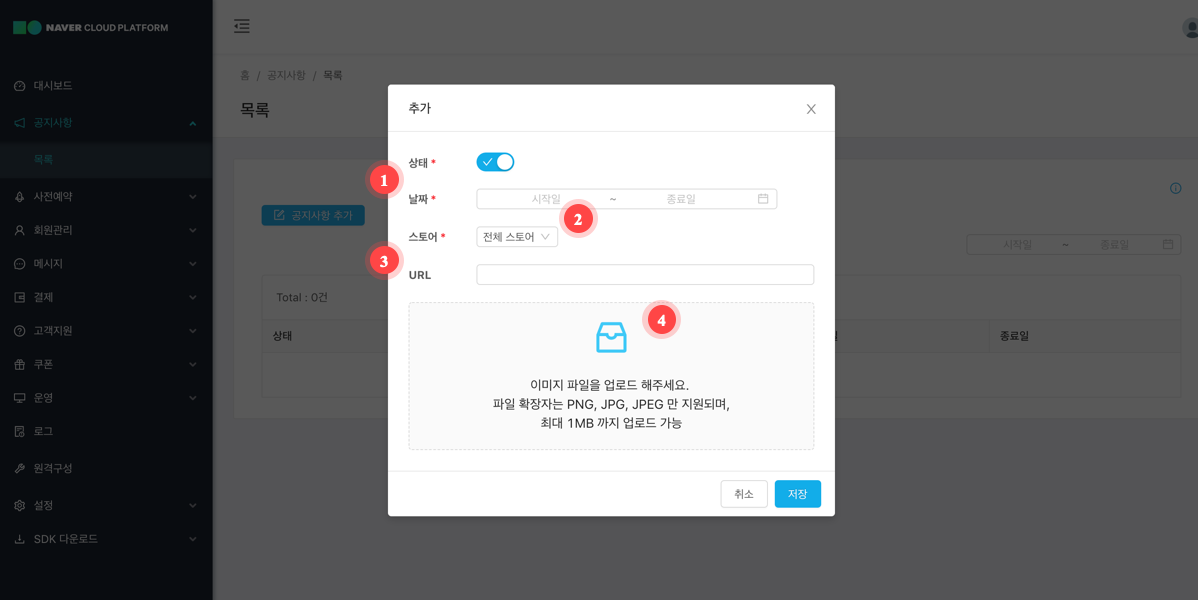 NAVER CLOUD PLATFORM
대시보드
공지사항
목록
사전예약
회원관리
메시지
결제
고객지원
쿠폰
운영
로그
원격구성
설정
SDK 다운로드
홈 / 공지사항 / 목록
목록
공지사항 추가
시작일 ~ 종료일
Total : 0건
상태
종료일
추가
상태 *
1
날짜 *
시작일 ~ 종료일
2
스토어 *
전체 스토어
3
URL
4
이미지 파일을 업로드 해주세요.
파일 확장자는 PNG, JPG, JPEG 만 지원되며,
최대 1MB 까지 업로드 가능
취소
저장